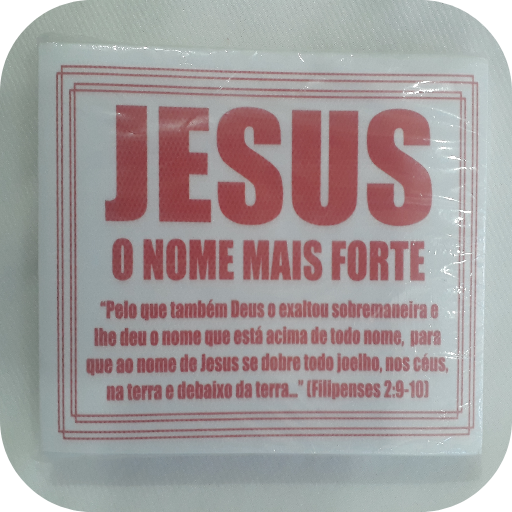 JESUS
O NOME MAIS FORTE
“Pelo que também Deus o exaltou sobremaneira e
lhe deu o nome que está acima de todo nome, para
que ao nome de Jesus se dobre todo joelho, nos céus,
na terra e debaixo da terra...” (Filipenses 2:9-10)